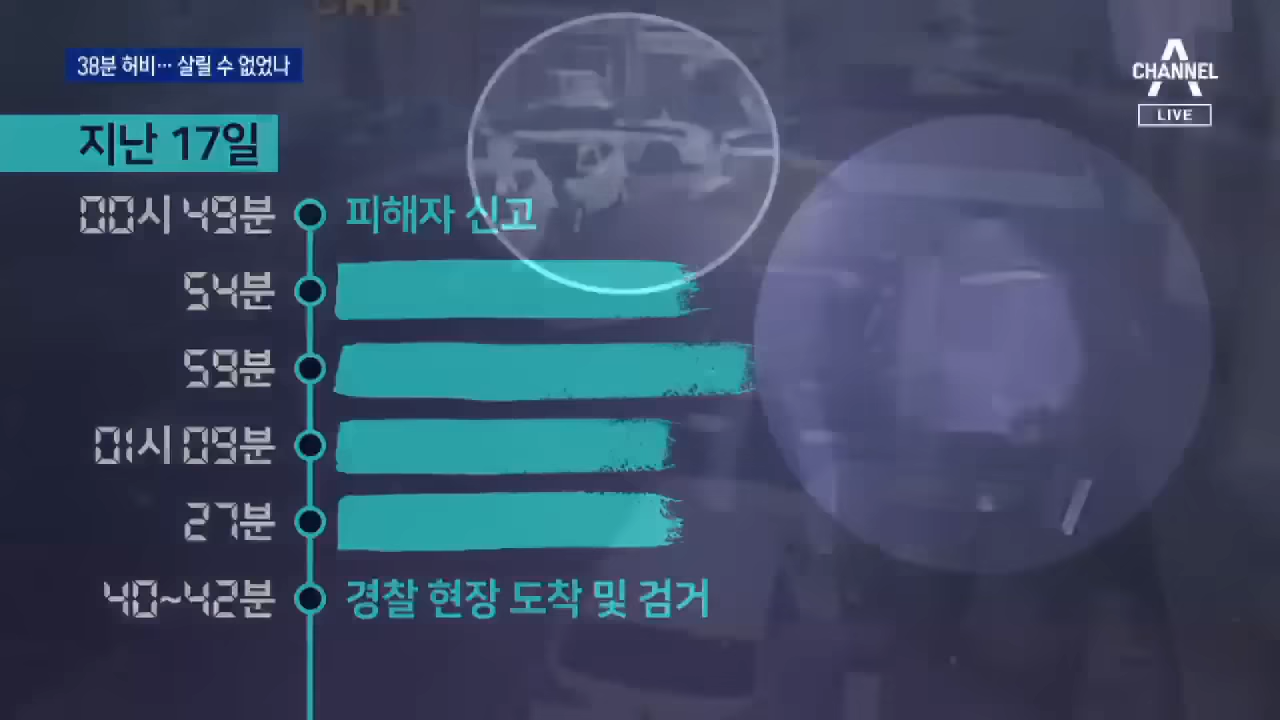 38분 허비… 살릴 수 없었나
CHANNEL A
LIVE
지난 17일
00시 49분 피해자 신고
54분
59분
01시 09분
27분
40~42분 경찰 현장 도착 및 검거